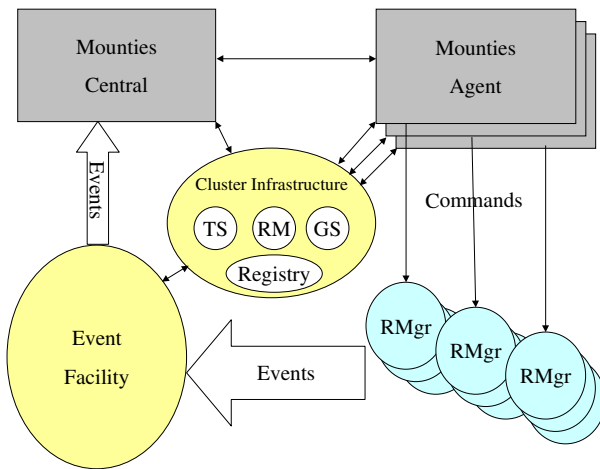 Mounties
Central
Mounties
Agent
Events
Cluster Infrastructure
TS
RM
GS
Registry
Commands
Event
Facility
Events
RMgr
RMgr
RMgr